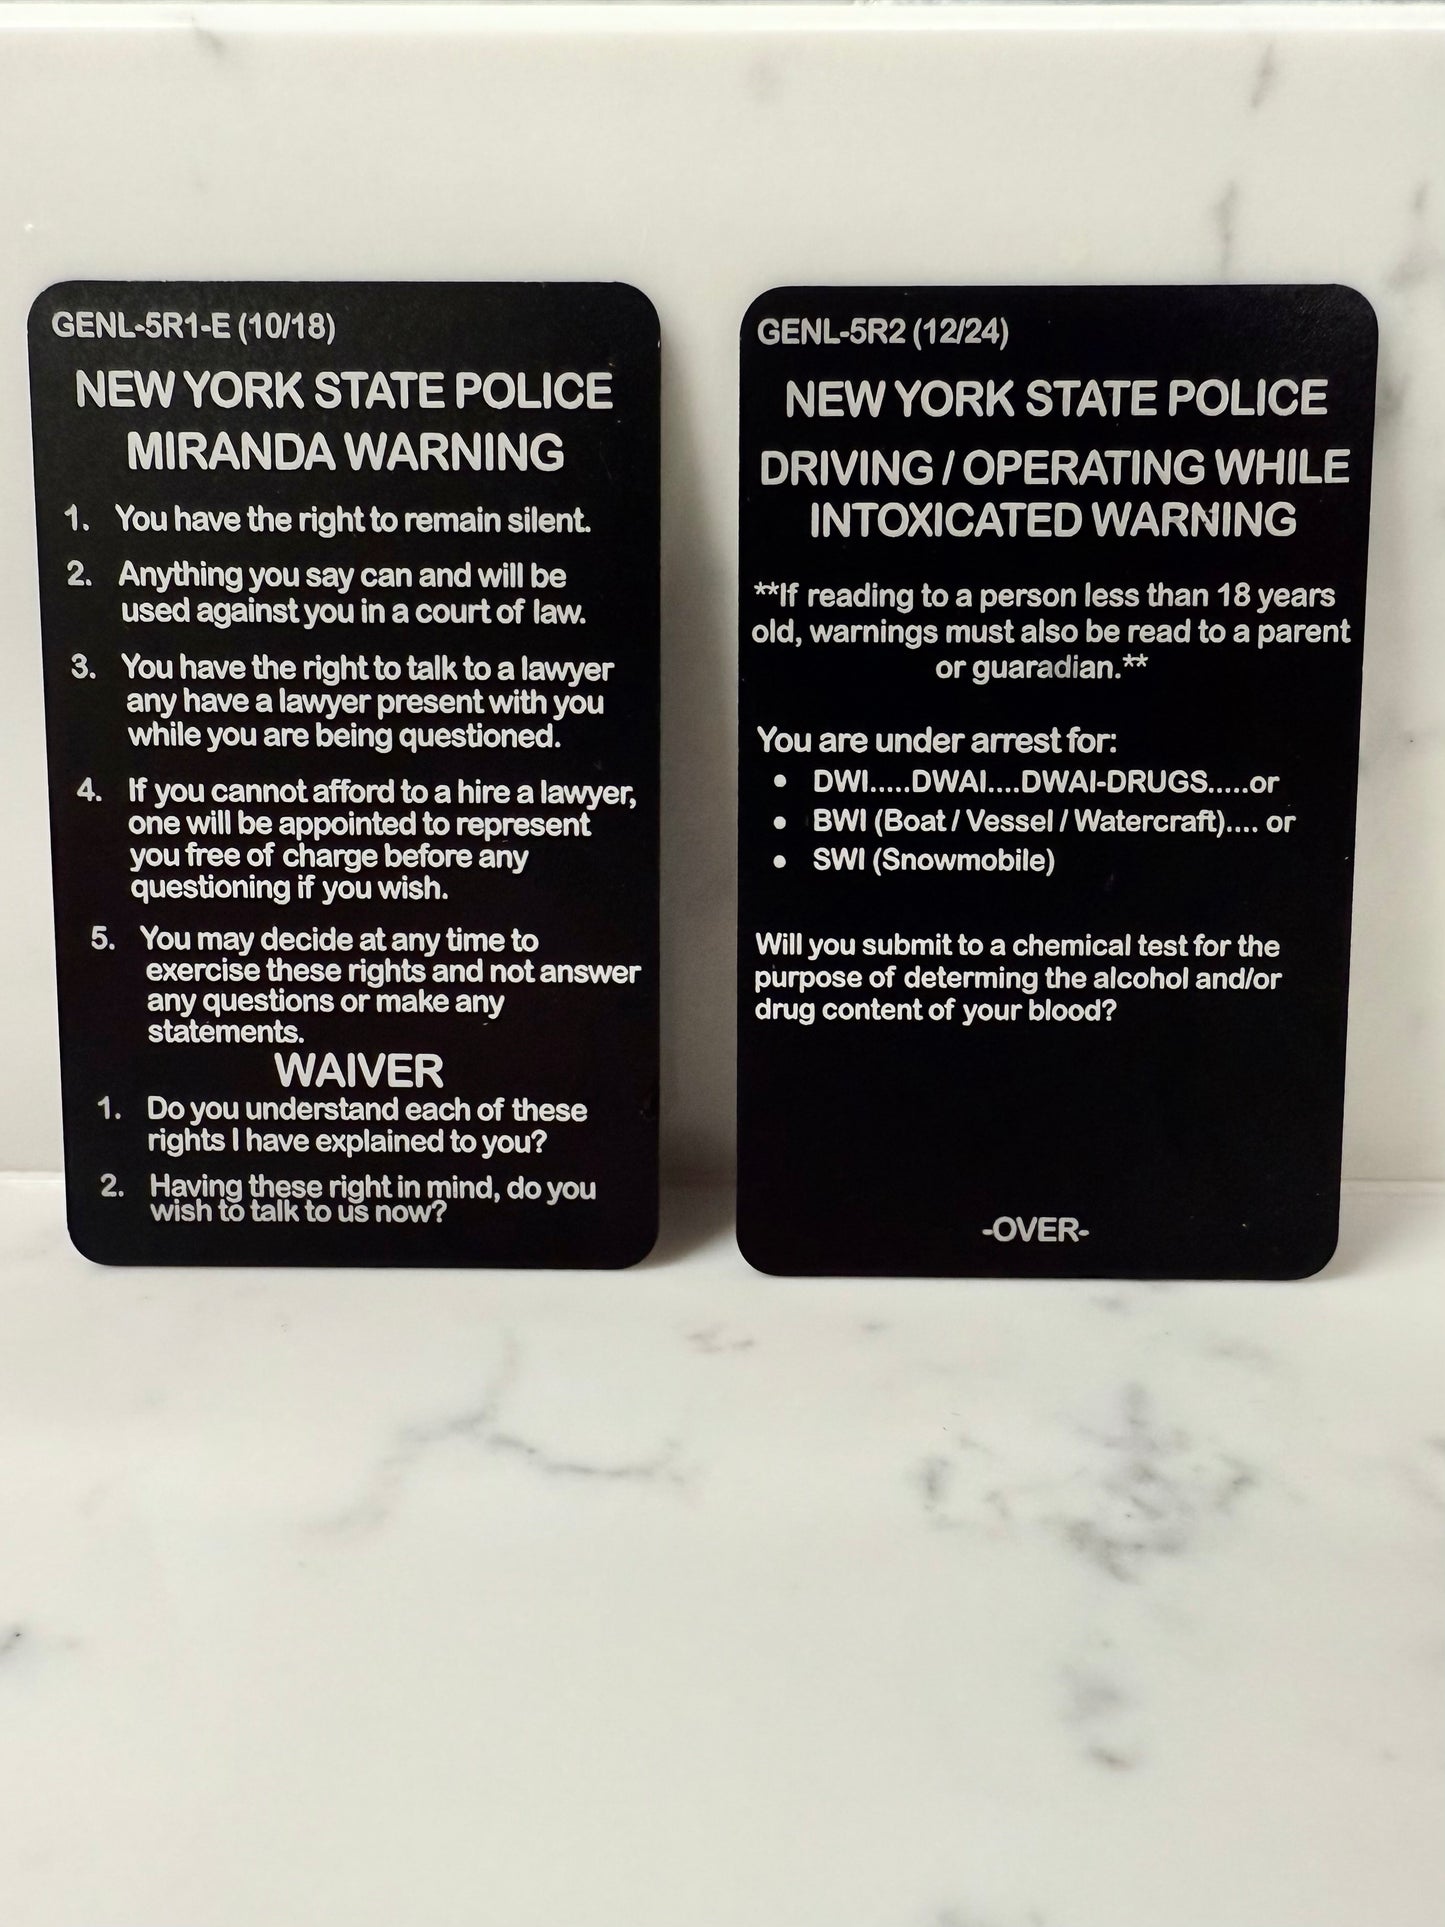 GENL-5R1-E (10/18)
NEW YORK STATE POLICE
MIRANDA WARNING
1. You have the right to remain silent.
2. Anything you say can and will be
used against you in a court of law.
3. You have the right to talk to a lawyer
any have a lawyer present with you
while you are being questioned.
4. If you cannot afford to a hire a lawyer,
one will be appointed to represent
you free of charge before any
questioning if you wish.
5. You may decide at any time to
exercise these rights and not answer
any questions or make any
statements.
WAIVER
1. Do you understand each of these
rights I have explained to you?
2. Having these right in mind, do you
wish to talk to us now?
GENL-5R2 (12/24)
NEW YORK STATE POLICE
DRIVING / OPERATING WHILE
INTOXICATED WARNING
**If reading to a person less than 18 years
old, warnings must also be read to a parent
or guaradian.**
You are under arrest for:
• DWI.....DWAI....DWAI-DRUGS.....or
• BWI (Boat / Vessel / Watercraft).... or
• SWI (Snowmobile)
Will you submit to a chemical test for the
purpose of determing the alcohol and/or
drug content of your blood?
-OVER-